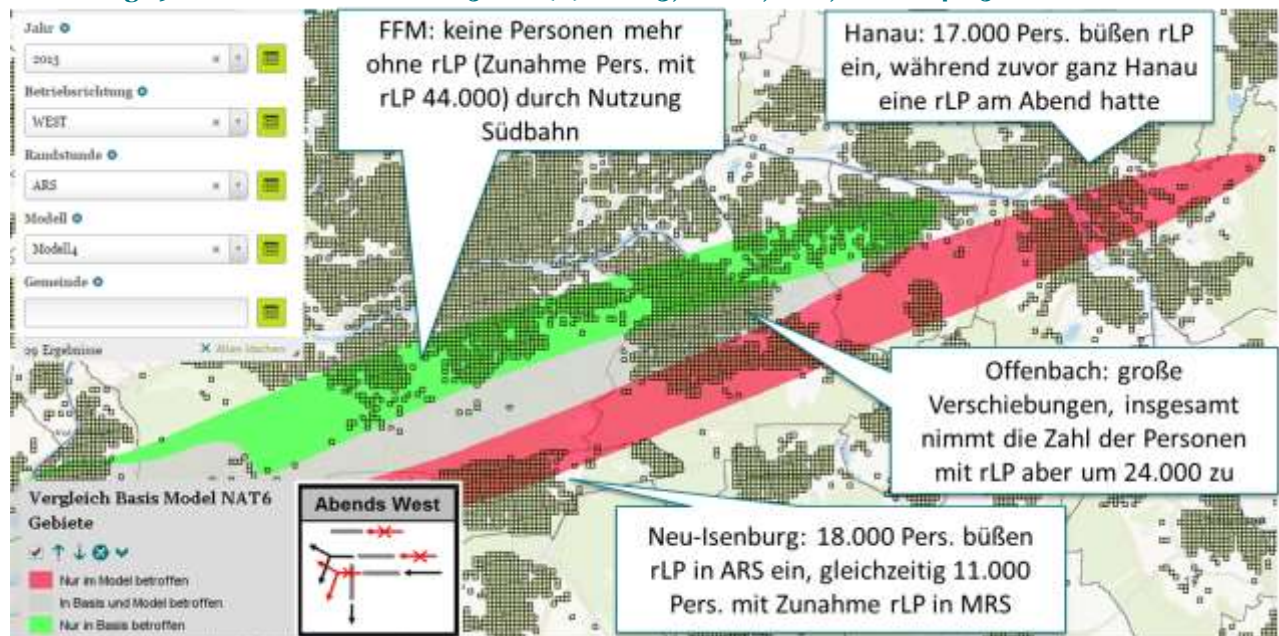 Jahr
2013
Betriebsrichtung
WEST
Randstunde
ARS
Modell
Modell4
Gemeinde
29 Ergebnisse
FFM: keine Personen mehr
ohne rLP (Zunahme Pers. mit
rLP 44.000) durch Nutzung
Südbahn
Hanau: 17.000 Pers. büßen rLP
ein, während zuvor ganz Hanau
eine rLP am Abend hatte
Offenbach: große
Verschiebungen, insgesamt
nimmt die Zahl der Personen
mit rLP aber um 24.000 zu
Neu-Isenburg: 18.000 Pers. büßen
rLP in ARS ein, gleichzeitig 11.000
Pers. mit Zunahme rLP in MRS
Vergleich Basis Model NAT6
Gebiete
Nur im Model betroffen
In Basis und Model betroffen
Nur in Basis betroffen
Abends West